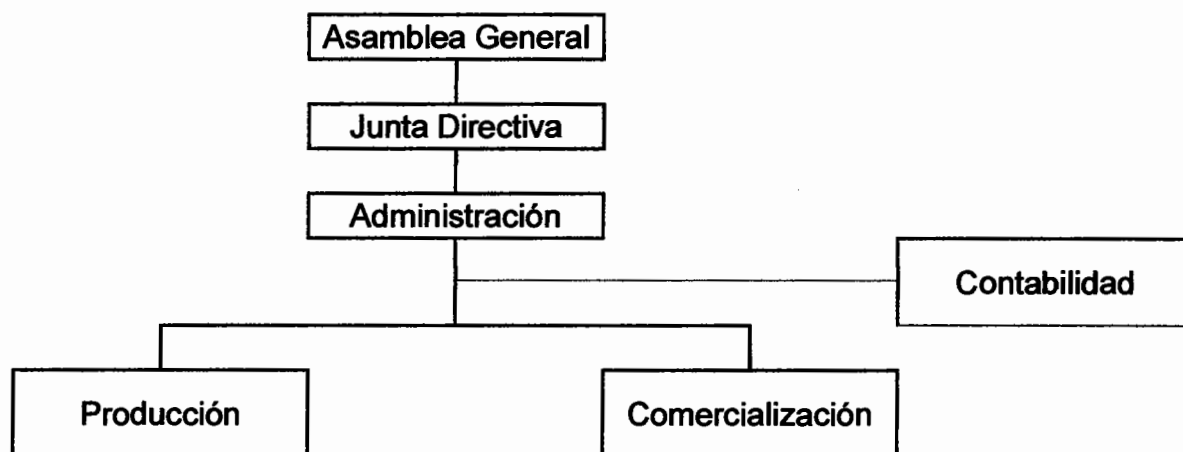 Asamblea General
Junta Directiva
Administración
Contabilidad
Producción
Comercialización